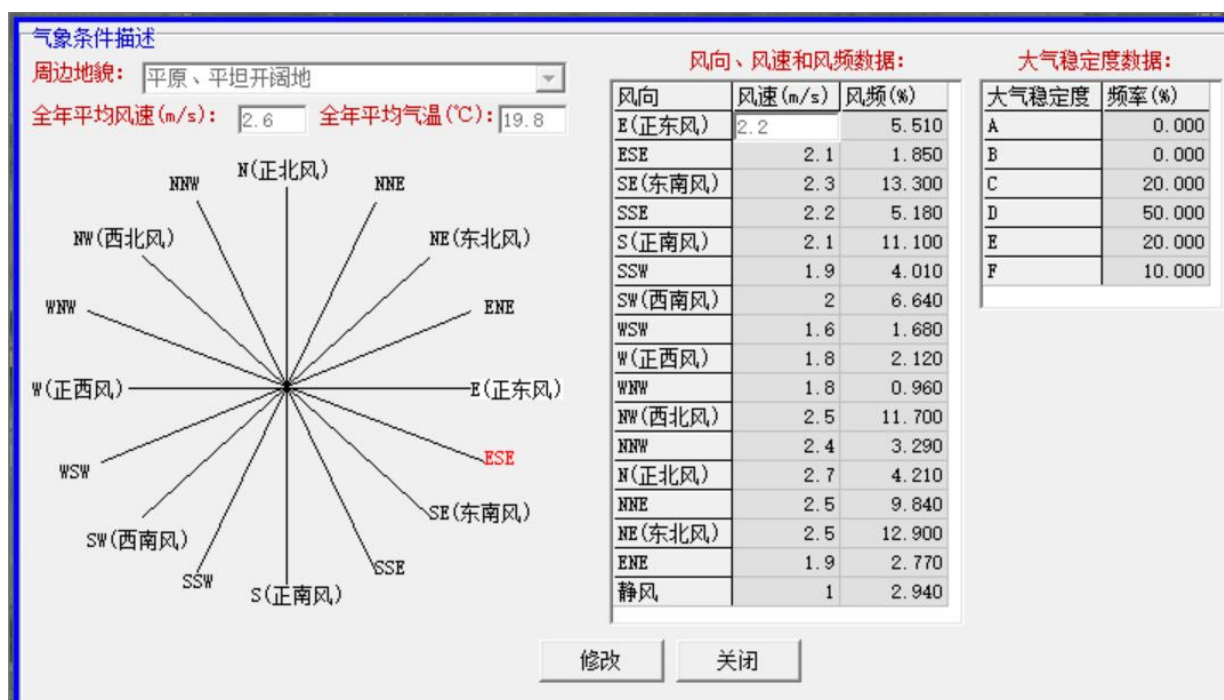 气象条件描述
周边地貌： 平原、平坦开阔地
全年平均风速(m/s)： 2.6 全年平均气温(℃)： 19.8
N(正北风)
NNW NNE
NW(西北风) NE(东北风)
WNW ENE
W(正西风) E(正东风)
WSW ESE
SW(西南风) SE(东南风)
SSW SSE
S(正南风)
风向、风速和风频数据：
风向 风速(m/s) 风频(%)
E(正东风) 2.2 5.510
ESE 2.1 1.850
SE(东南风) 2.3 13.300
SSE 2.2 5.180
S(正南风) 2.1 11.100
SSW 1.9 4.010
SW(西南风) 2 6.640
WSW 1.6 1.680
W(正西风) 1.8 2.120
WNW 1.8 0.960
NW(西北风) 2.5 11.700
NNW 2.4 3.290
N(正北风) 2.7 4.210
NNE 2.5 9.840
NE(东北风) 2.5 12.900
ENE 1.9 2.770
静风 1 2.940
大气稳定度数据：
大气稳定度 频率(%)
A 0.000
B 0.000
C 20.000
D 50.000
E 20.000
F 10.000
修改 关闭